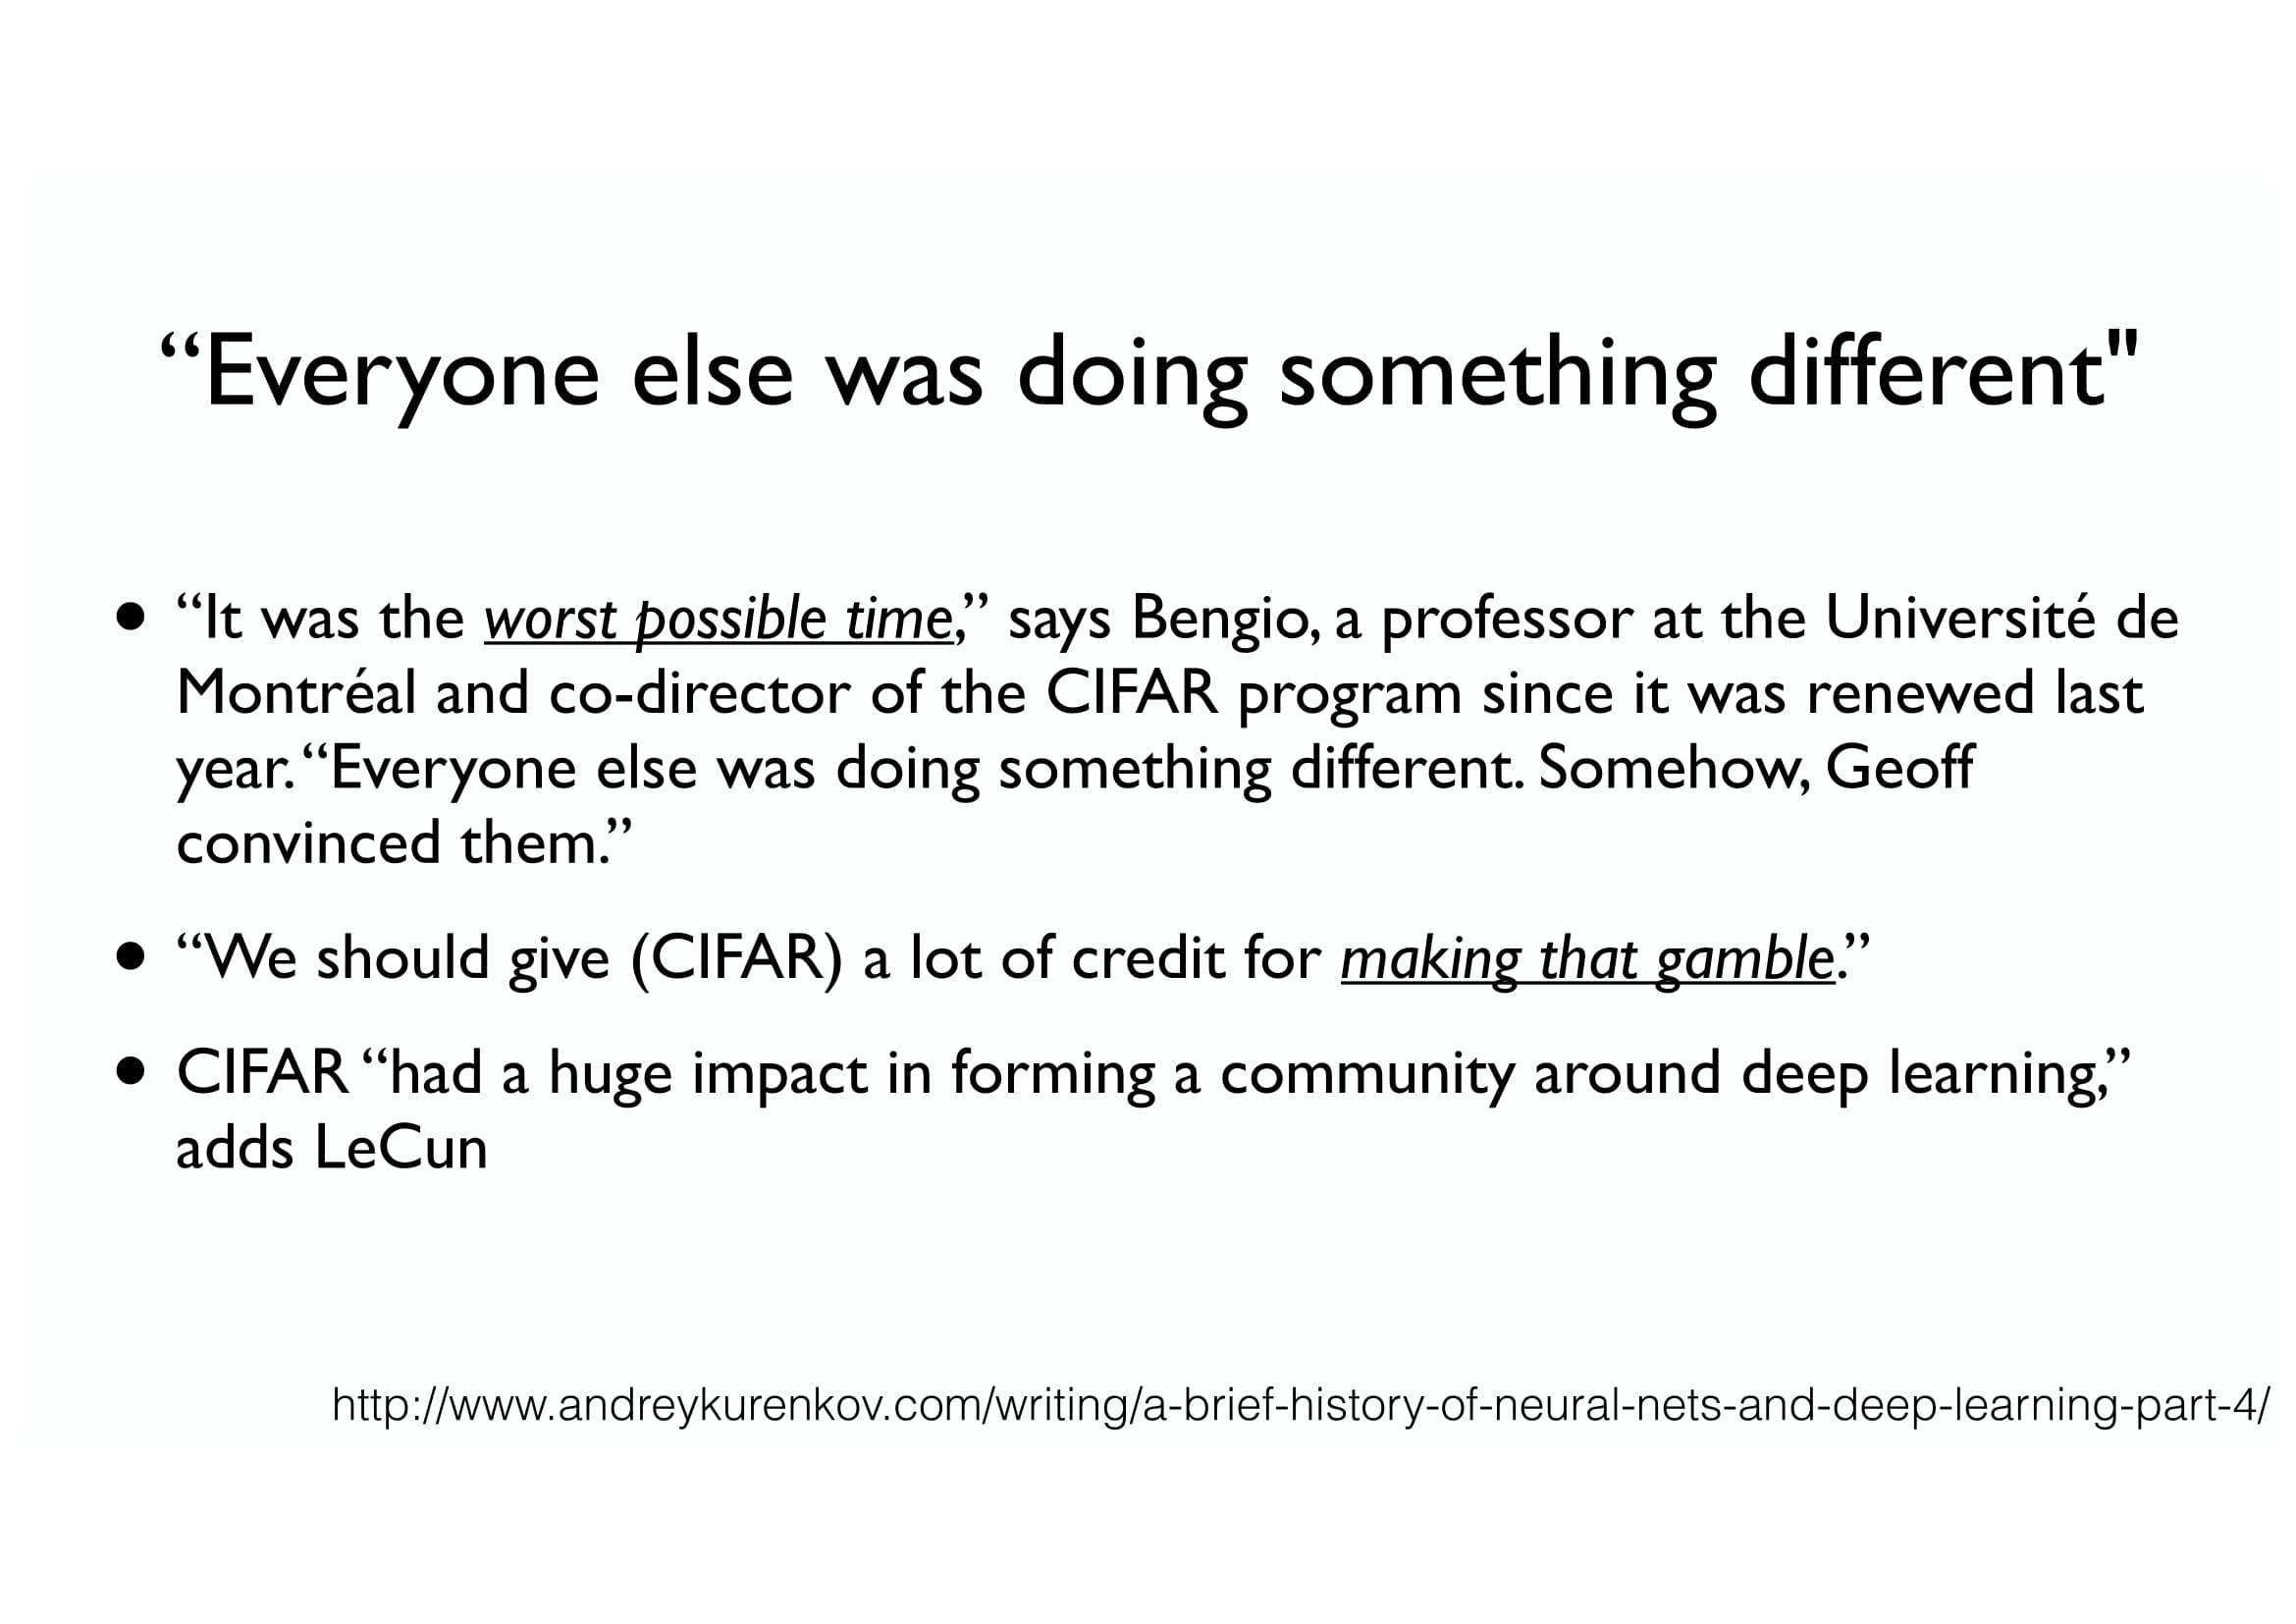 “Everyone else was doing something different"
• “It was the worst possible time,” says Bengio, a professor at the Université de
Montréal and co-director of the CIFAR program since it was renewed last
year. “Everyone else was doing something different. Somehow, Geoff
convinced them.”
• “We should give (CIFAR) a lot of credit for making that gamble.”
• CIFAR “had a huge impact in forming a community around deep learning,”
adds LeCun
http://www.andreykurenkov.com/writing/a-brief-history-of-neural-nets-and-deep-learning-part-4/